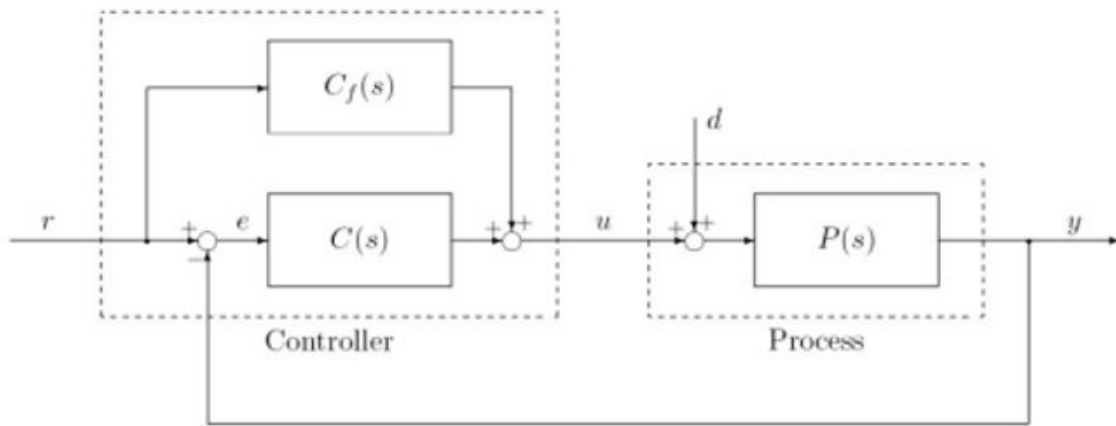 C_f(s)
d
r + e C(s) + + u + + P(s) y
−
Controller Process